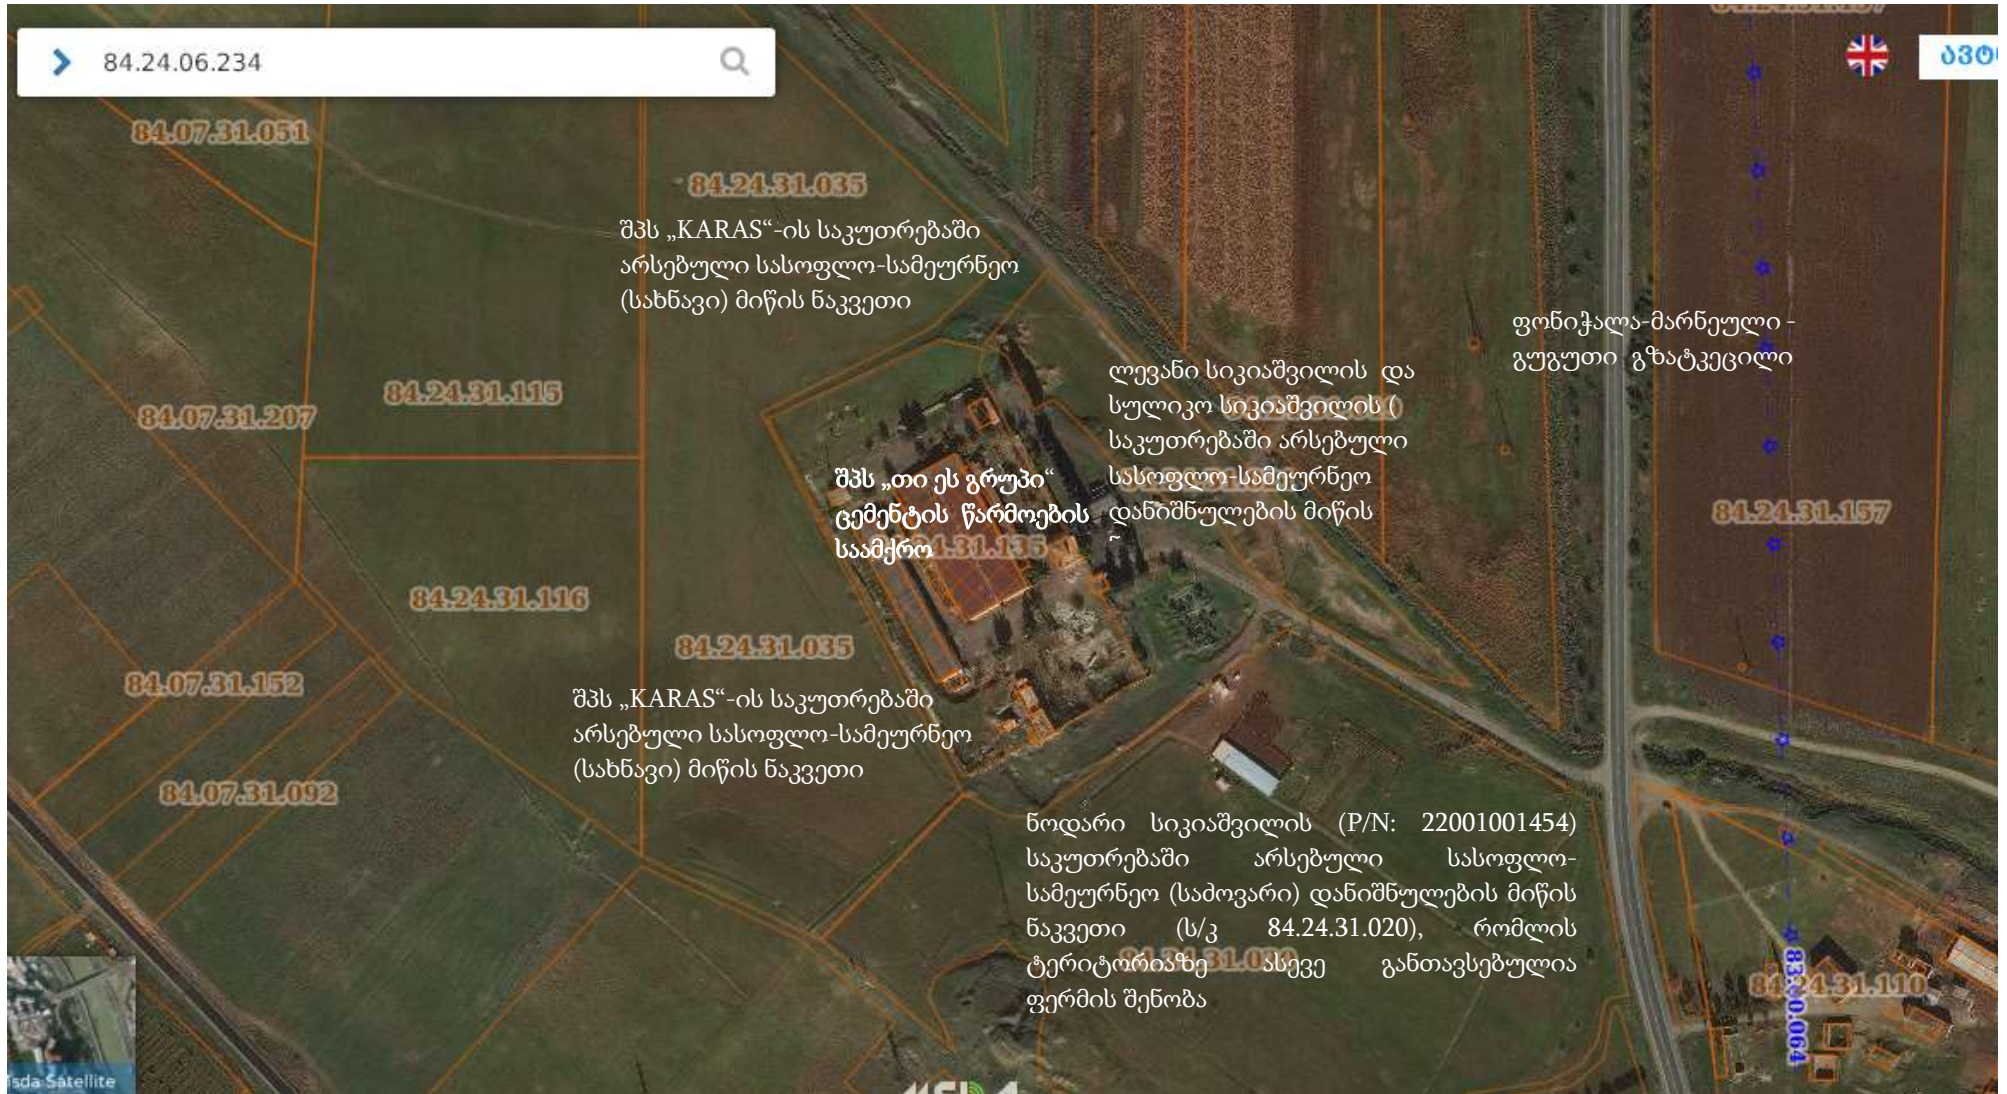 84.24.06.234
ავტ
84.07.31.051
84.24.31.035
შპს „KARAS“-ის საკუთრებაში
არსებული სასოფლო-სამეურნეო
(სახნავი) მიწის ნაკვეთი
ფონიჭალა-მარნეული -
გუგუთი გზატკეცილი
84.24.31.115
84.07.31.207
ლევანი სიკიაშვილის და
სულიკო სიკიაშვილის (
საკუთრებაში არსებული
სასოფლო-სამეურნეო
დანიშნულების მიწის
შპს „თი ეს გრუპი“
ცემენტის წარმოების
საამქრო
84.24.31.157
84.24.31.116
84.24.31.035
84.07.31.152
შპს „KARAS“-ის საკუთრებაში
არსებული სასოფლო-სამეურნეო
(სახნავი) მიწის ნაკვეთი
84.07.31.092
ნოდარი სიკიაშვილის (P/N: 22001001454)
საკუთრებაში არსებული სასოფლო-
სამეურნეო (საძოვარი) დანიშნულების მიწის
ნაკვეთი (ს/კ 84.24.31.020), რომლის
ტერიტორიაზე ასევე განთავსებულია
ფერმის შენობა
84.24.31.110
isda Satellite